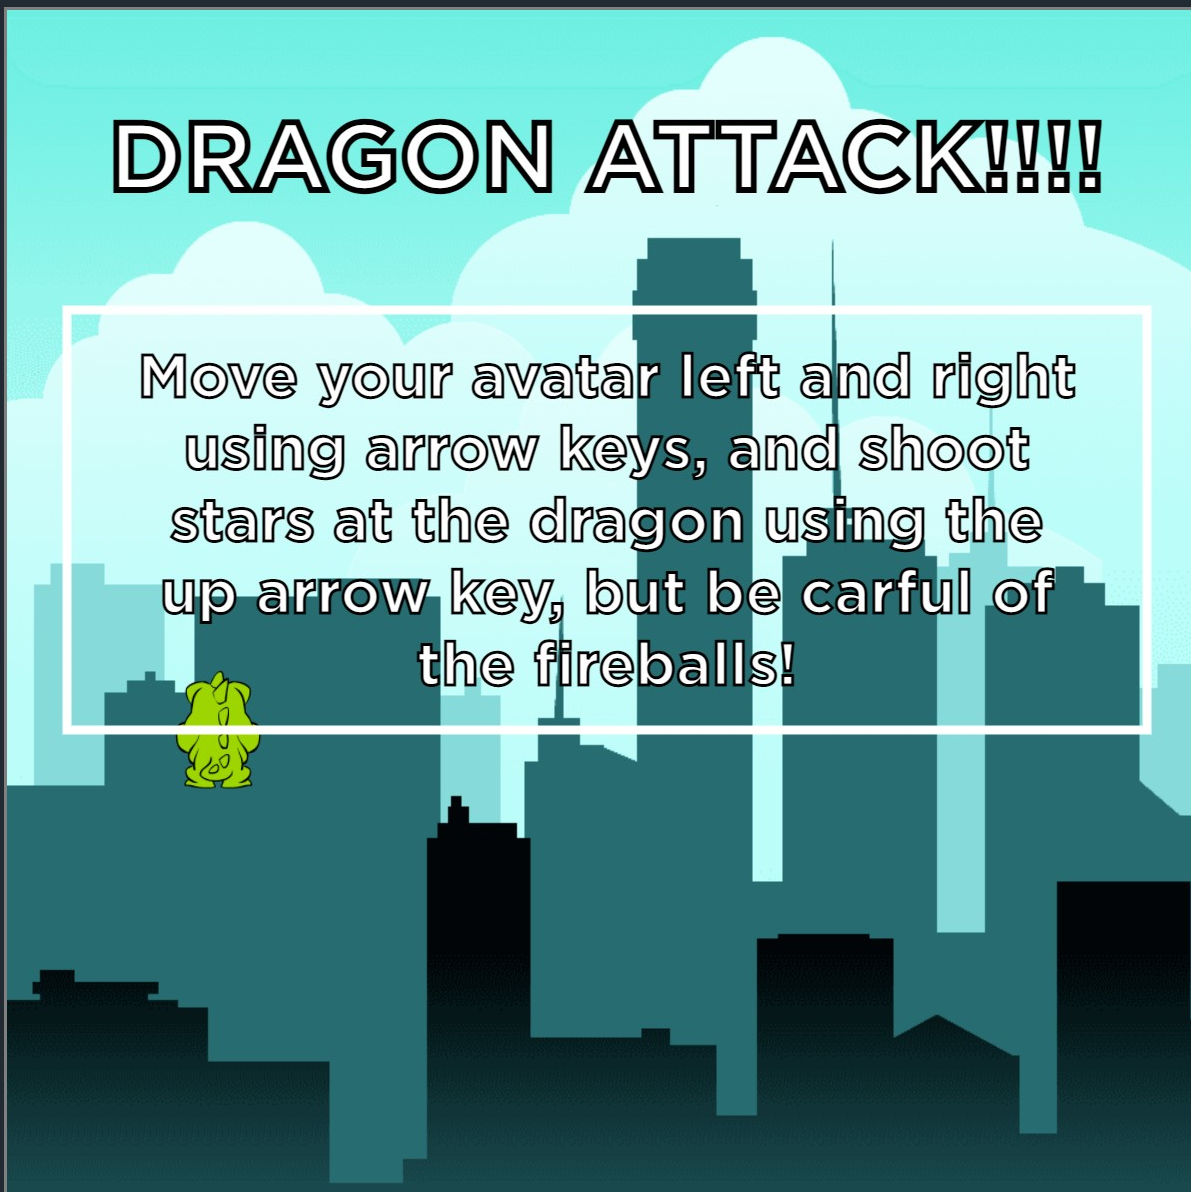 DRAGON ATTACK!!!!
Move your avatar left and right
using arrow keys, and shoot
stars at the dragon using the
up arrow key, but be carful of
the fireballs!